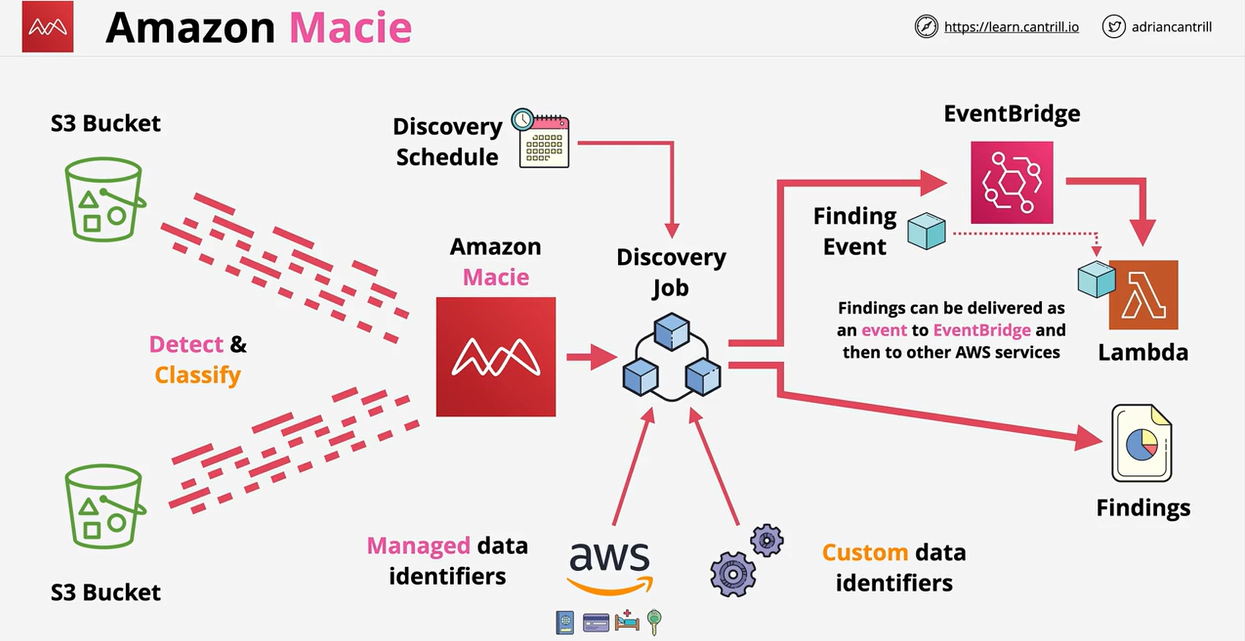 Amazon Macie
https://learn.cantrill.io
adriancantrill
S3 Bucket
Discovery
Schedule
EventBridge
Finding
Event
Amazon
Macie
Discovery
Job
Findings can be delivered as
an event to EventBridge and
then to other AWS services
Lambda
Detect &
Classify
Findings
Managed data
identifiers
aws
Custom data
identifiers
S3 Bucket